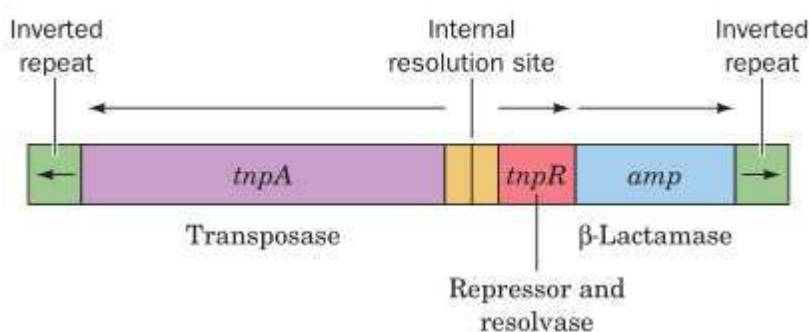 Inverted
repeat
Internal
resolution site
Inverted
repeat
tnpA
tnpR
amp
Transposase
β-Lactamase
Repressor and
resolvase